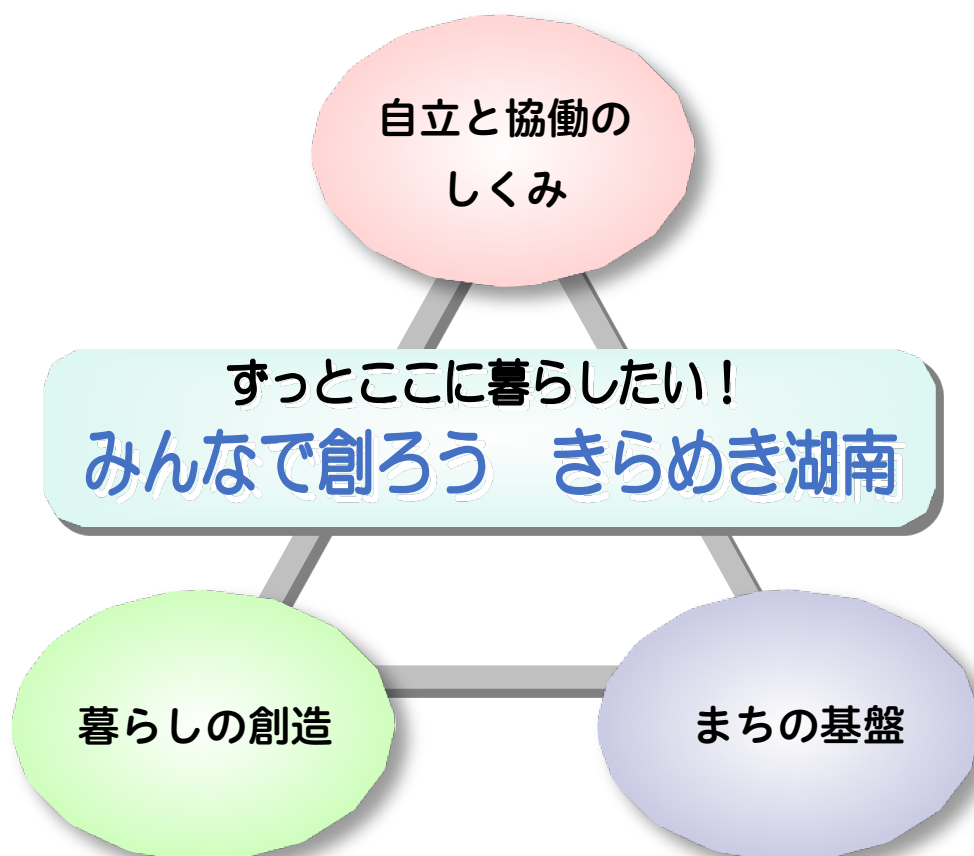 自立と協働の
しくみ
ずっとここに暮らしたい！
みんなで創ろう　きらめき湖南
暮らしの創造
まちの基盤